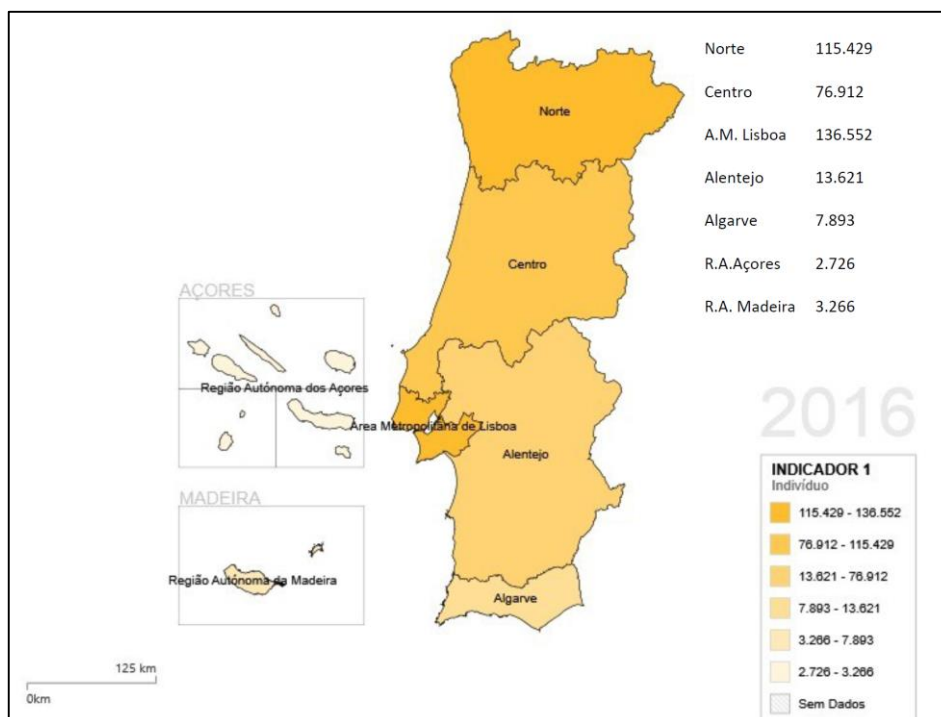 Norte 115.429
Centro 76.912
A.M. Lisboa 136.552
Alentejo 13.621
Algarve 7.893
R.A.Açores 2.726
R.A. Madeira 3.266
Norte
Centro
AÇORES
Região Autónoma dos Açores
Área Metropolitana de Lisboa
Alentejo
MADEIRA
Região Autónoma da Madeira
Algarve
125 km
0km
2016
INDICADOR 1
Indivíduo
115.429 - 136.552
76.912 - 115.429
13.621 - 76.912
7.893 - 13.621
3.266 - 7.893
2.726 - 3.266
Sem Dados